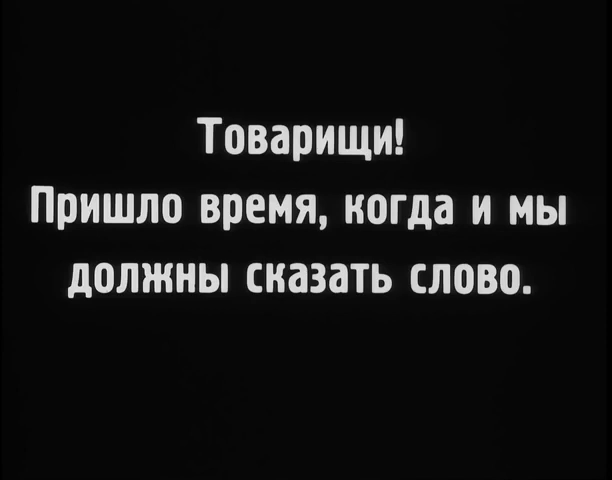 Товарищи!
Пришло время, когда и мы
должны сказать слово.